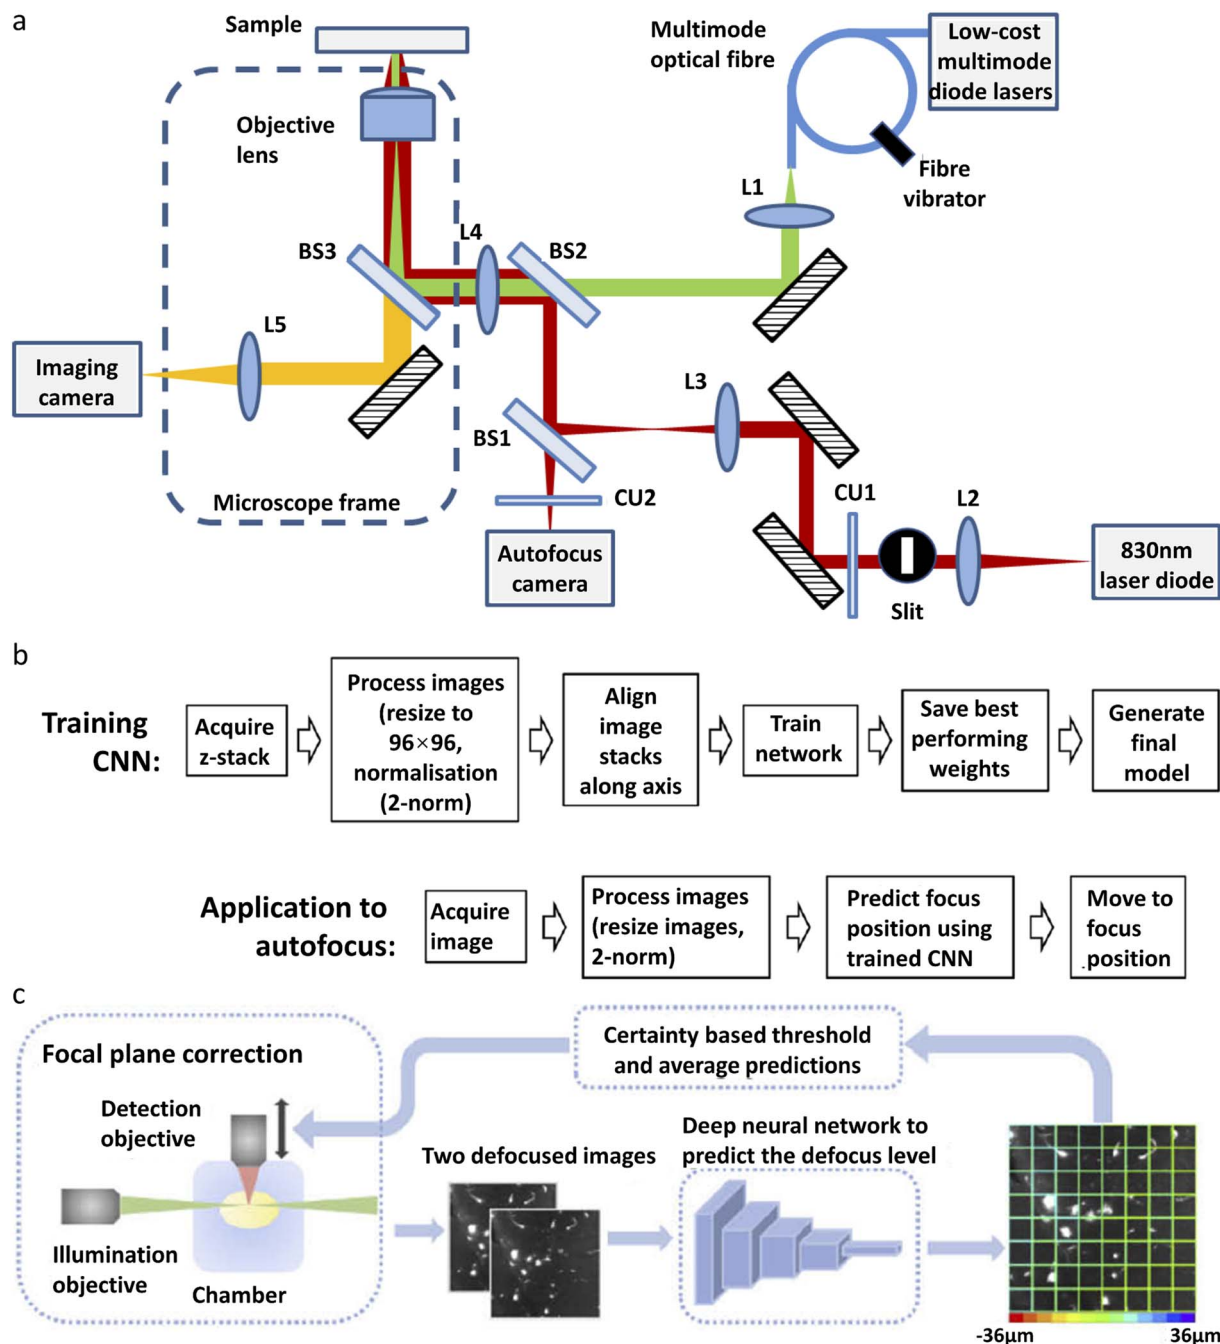 a
Sample
Objective
lens
Multimode
optical fibre
Low-cost
multimode
diode lasers
Fibre
vibrator
L1
L4
BS2
BS3
L5
Imaging
camera
L3
BS1
CU2
CU1
L2
Microscope frame
Autofocus
camera
Slit
830nm
laser diode
b
Training
CNN:
Acquire
z-stack
Process images
(resize to
96×96,
normalisation
(2-norm)
Align
image
stacks
along axis
Train
network
Save best
performing
weights
Generate
final
model
Application to
autofocus:
Acquire
image
Process images
(resize images,
2-norm)
Predict focus
position using
trained CNN
Move to
focus
position
c
Focal plane correction
Detection
objective
Illumination
objective
Chamber
Certainty based threshold
and average predictions
Two defocused images
Deep neural network to
predict the defocus level
-36µm
36µm